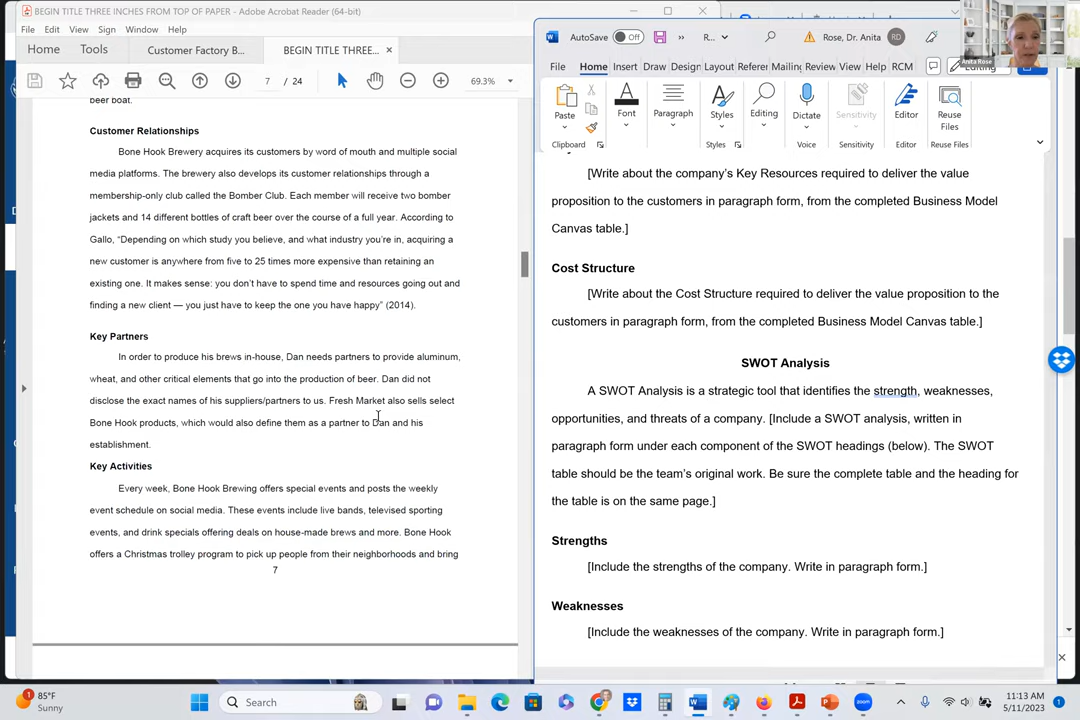 BEGIN TITLE THREE INCHES FROM TOP OF PAPER - Adobe Acrobat Reader (64-bit)
File Edit View Sign Window Help
Home Tools Customer Factory B... BEGIN TITLE THREE... ×
7 / 24 69.3%
beer boat.
Customer Relationships
Bone Hook Brewery acquires its customers by word of mouth and multiple social
media platforms. The brewery also develops its customer relationships through a
membership-only club called the Bomber Club. Each member will receive two bomber
jackets and 14 different bottles of craft beer over the course of a full year. According to
Gallo, “Depending on which study you believe, and what industry you’re in, acquiring a
new customer is anywhere from five to 25 times more expensive than retaining an
existing one. It makes sense: you don’t have to spend time and resources going out and
finding a new client — you just have to keep the one you have happy” (2014).
Key Partners
In order to produce his brews in-house, Dan needs partners to provide aluminum,
wheat, and other critical elements that go into the production of beer. Dan did not
disclose the exact names of his suppliers/partners to us. Fresh Market also sells select
Bone Hook products, which would also define them as a partner to Dan and his
establishment.
Key Activities
Every week, Bone Hook Brewing offers special events and posts the weekly
event schedule on social media. These events include live bands, televised sporting
events, and drink specials offering deals on house-made brews and more. Bone Hook
offers a Christmas trolley program to pick up people from their neighborhoods and bring
7
AutoSave Off R... Rose, Dr. Anita RD
Anita Rose
File Home Insert Draw Design Layout Referer Mailing Review View Help RCM Editing
Paste Font Paragraph Styles Editing Dictate Sensitivity Editor Reuse
Files
Clipboard Styles Voice Sensitivity Editor Reuse Files
[Write about the company’s Key Resources required to deliver the value
proposition to the customers in paragraph form, from the completed Business Model
Canvas table.]
Cost Structure
[Write about the Cost Structure required to deliver the value proposition to the
customers in paragraph form, from the completed Business Model Canvas table.]
SWOT Analysis
A SWOT Analysis is a strategic tool that identifies the strength, weaknesses,
opportunities, and threats of a company. [Include a SWOT analysis, written in
paragraph form under each component of the SWOT headings (below). The SWOT
table should be the team’s original work. Be sure the complete table and the heading for
the table is on the same page.]
Strengths
[Include the strengths of the company. Write in paragraph form.]
Weaknesses
[Include the weaknesses of the company. Write in paragraph form.]
1 85°F
Sunny
Search
zoom
11:13 AM
5/11/2023